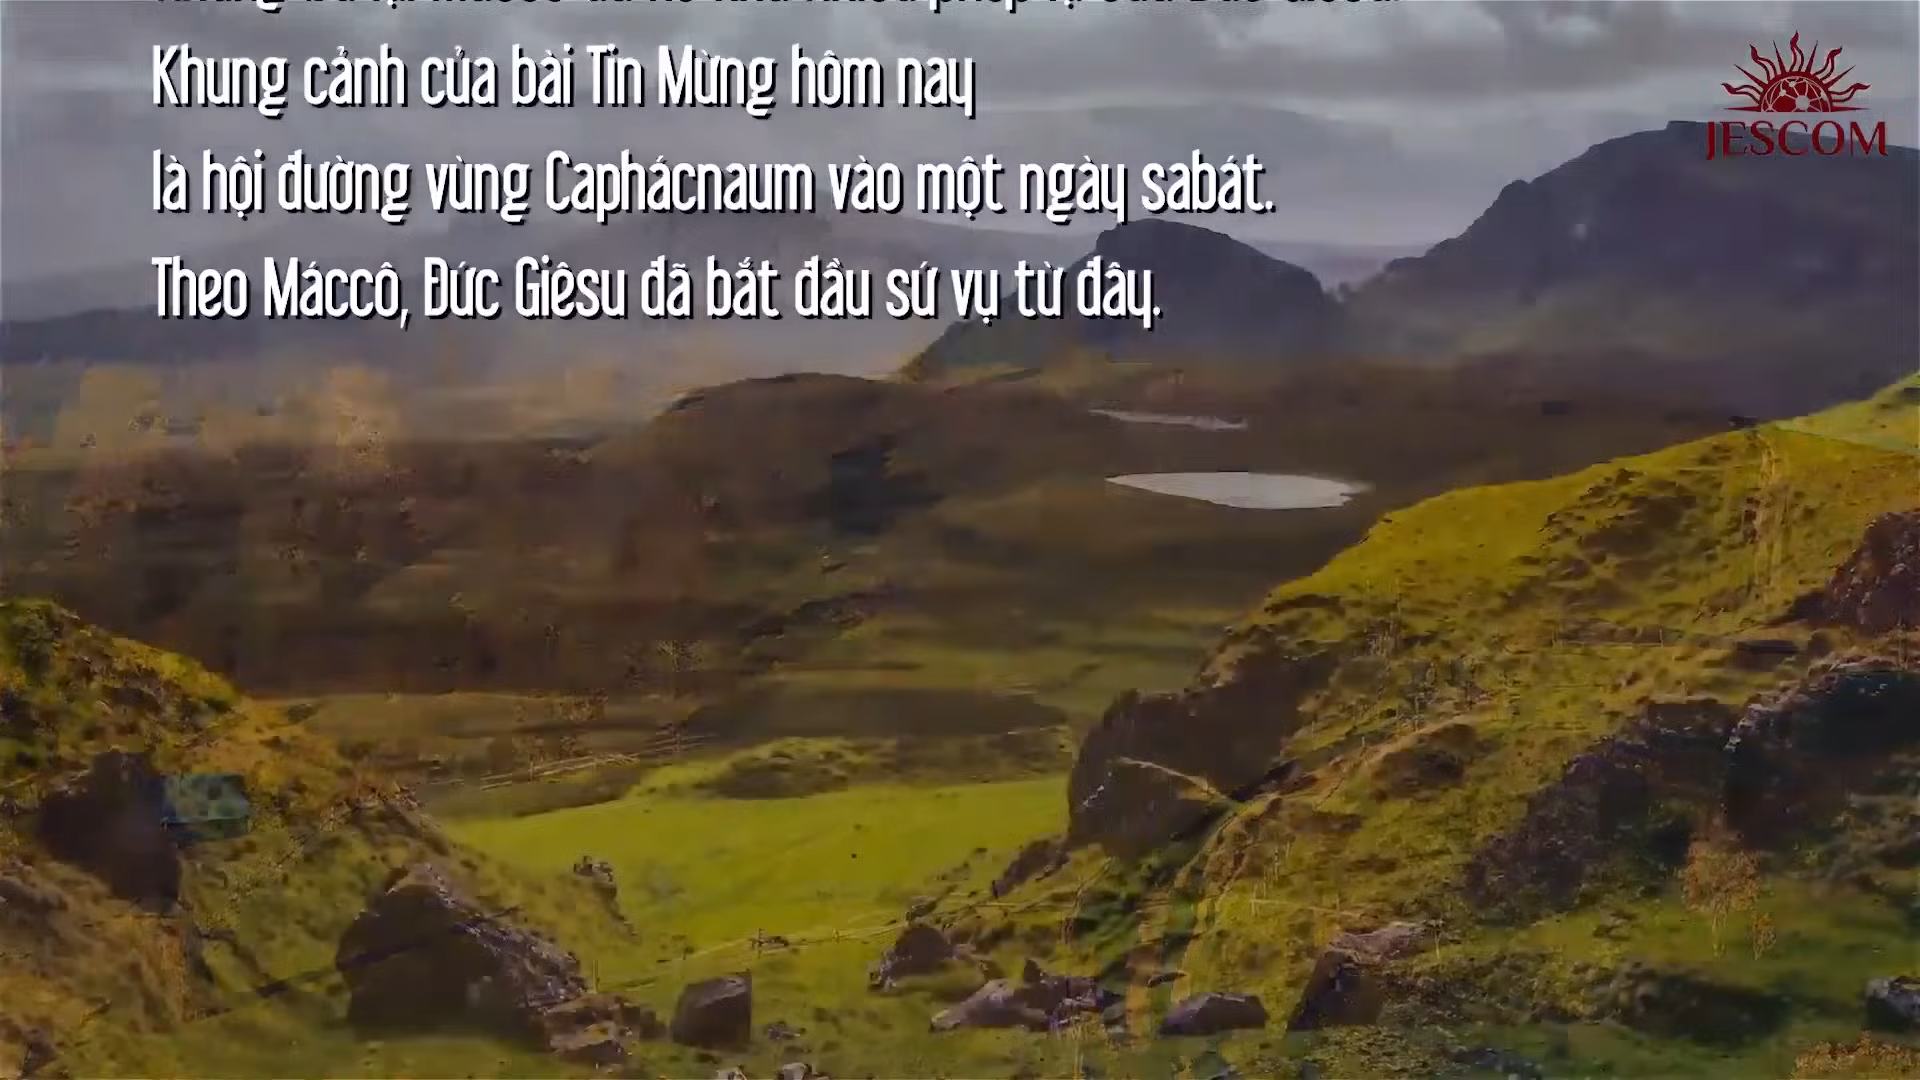 Khung cảnh của bài Tin Mừng hôm nay
là hội đường vùng Caphácnaum vào một ngày sabát.
Theo Máccô, Đức Giêsu đã bắt đầu sứ vụ từ đây.
JESCOM